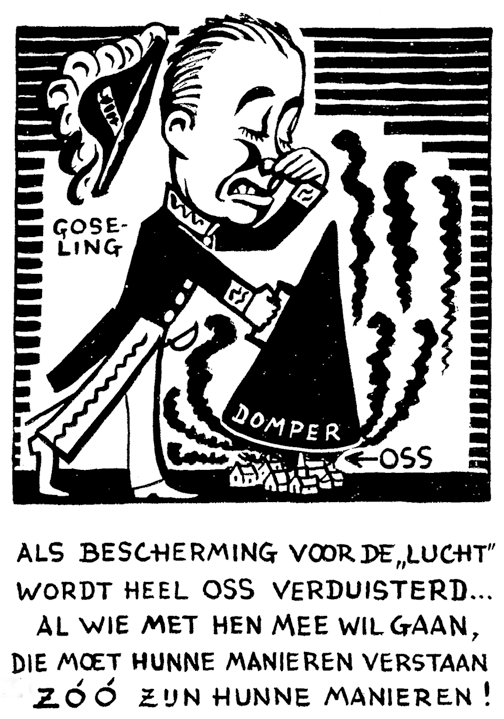 GOSE-
LING
DOMPER
←OSS
ALS BESCHERMING VOOR DE „LUCHT"
WORDT HEEL OSS VERDUISTERD...
AL WIE MET HEN MEE WIL GAAN,
DIE MOET HUNNE MANIEREN VERSTAAN
ZÓÓ ZIJN HUNNE MANIEREN!